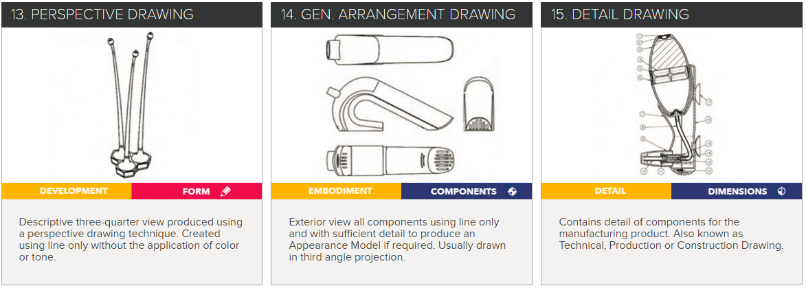 13. PERSPECTIVE DRAWING
DEVELOPMENT
FORM
Descriptive three-quarter view produced using
a perspective drawing technique. Created
using line only without the application of color
or tone.
14. GEN. ARRANGEMENT DRAWING
EMBODIMENT
COMPONENTS
Exterior view all components using line only
and with sufficient detail to produce an
Appearance Model if required. Usually drawn
in third angle projection.
15. DETAIL DRAWING
DETAIL
DIMENSIONS
Contains detail of components for the
manufacturing product. Also known as
Technical, Production or Construction Drawing.